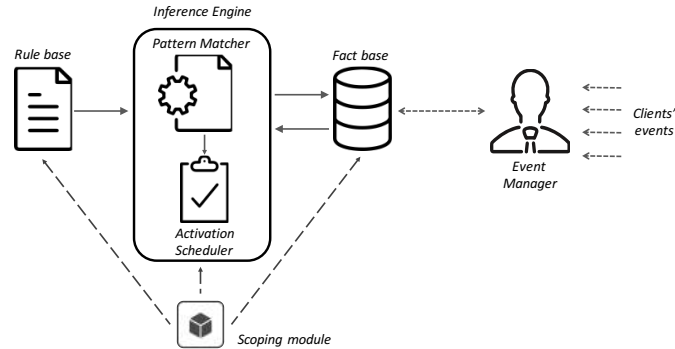 Inference Engine
Rule base
Pattern Matcher
Fact base
Clients'
events
Event
Manager
Activation
Scheduler
Scoping module